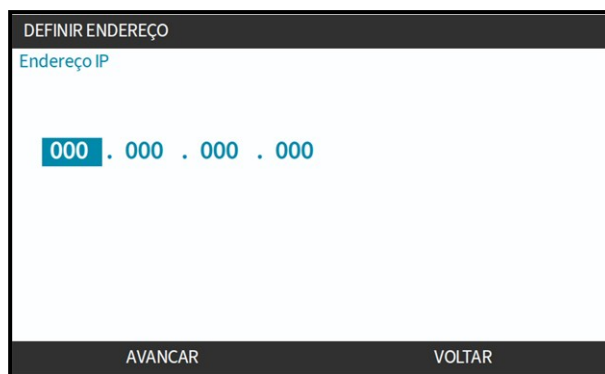 DEFINIR ENDEREÇO
Endereço IP
000 . 000 . 000 . 000
AVANCAR VOLTAR